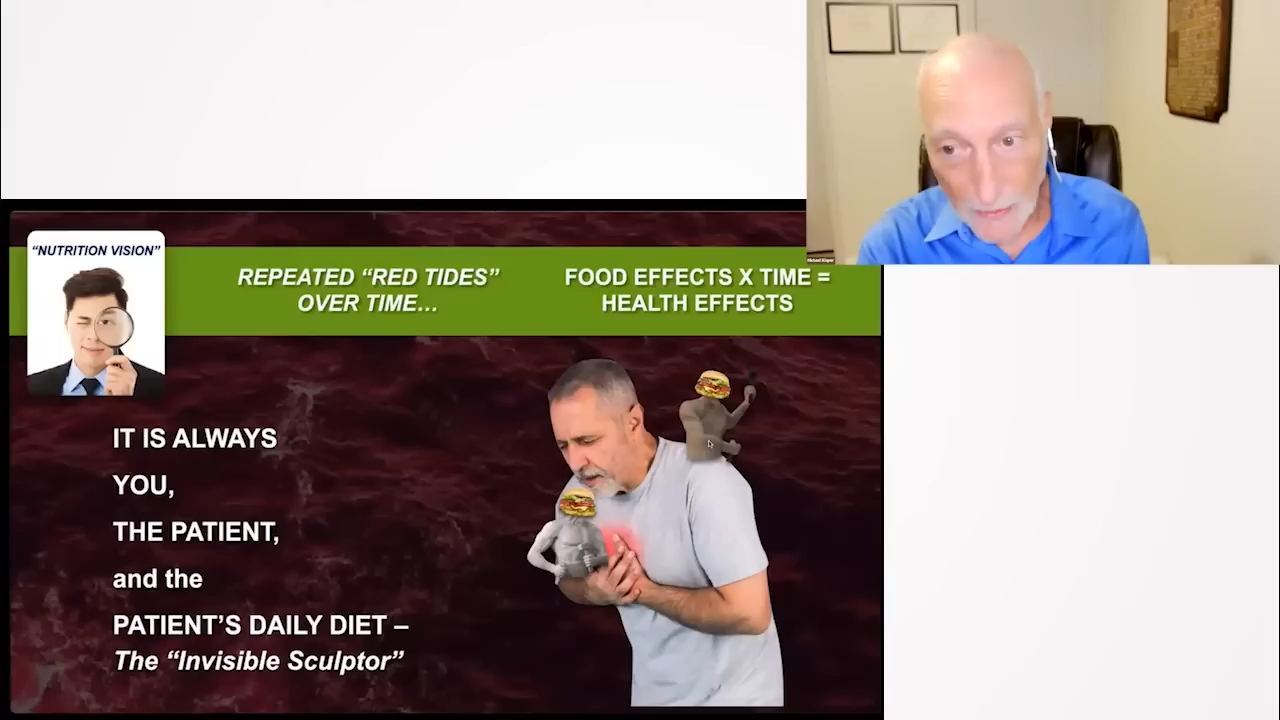 “NUTRITION VISION”
REPEATED “RED TIDES”
OVER TIME…
FOOD EFFECTS X TIME =
HEALTH EFFECTS
IT IS ALWAYS
YOU,
THE PATIENT,
and the
PATIENT’S DAILY DIET –
The “Invisible Sculptor”